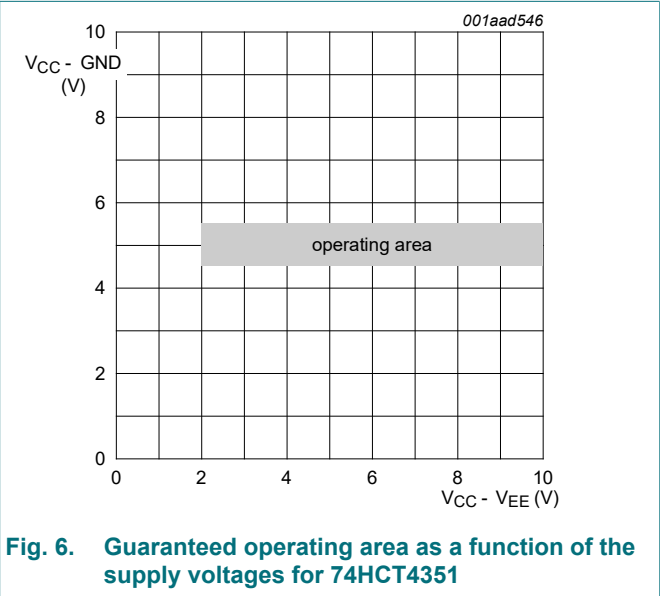 001aad546
10
VCC - GND
(V)
8
6
operating area
4
2
0
0 2 4 6 8 10
VCC - VEE (V)
Fig. 6. Guaranteed operating area as a function of the
supply voltages for 74HCT4351